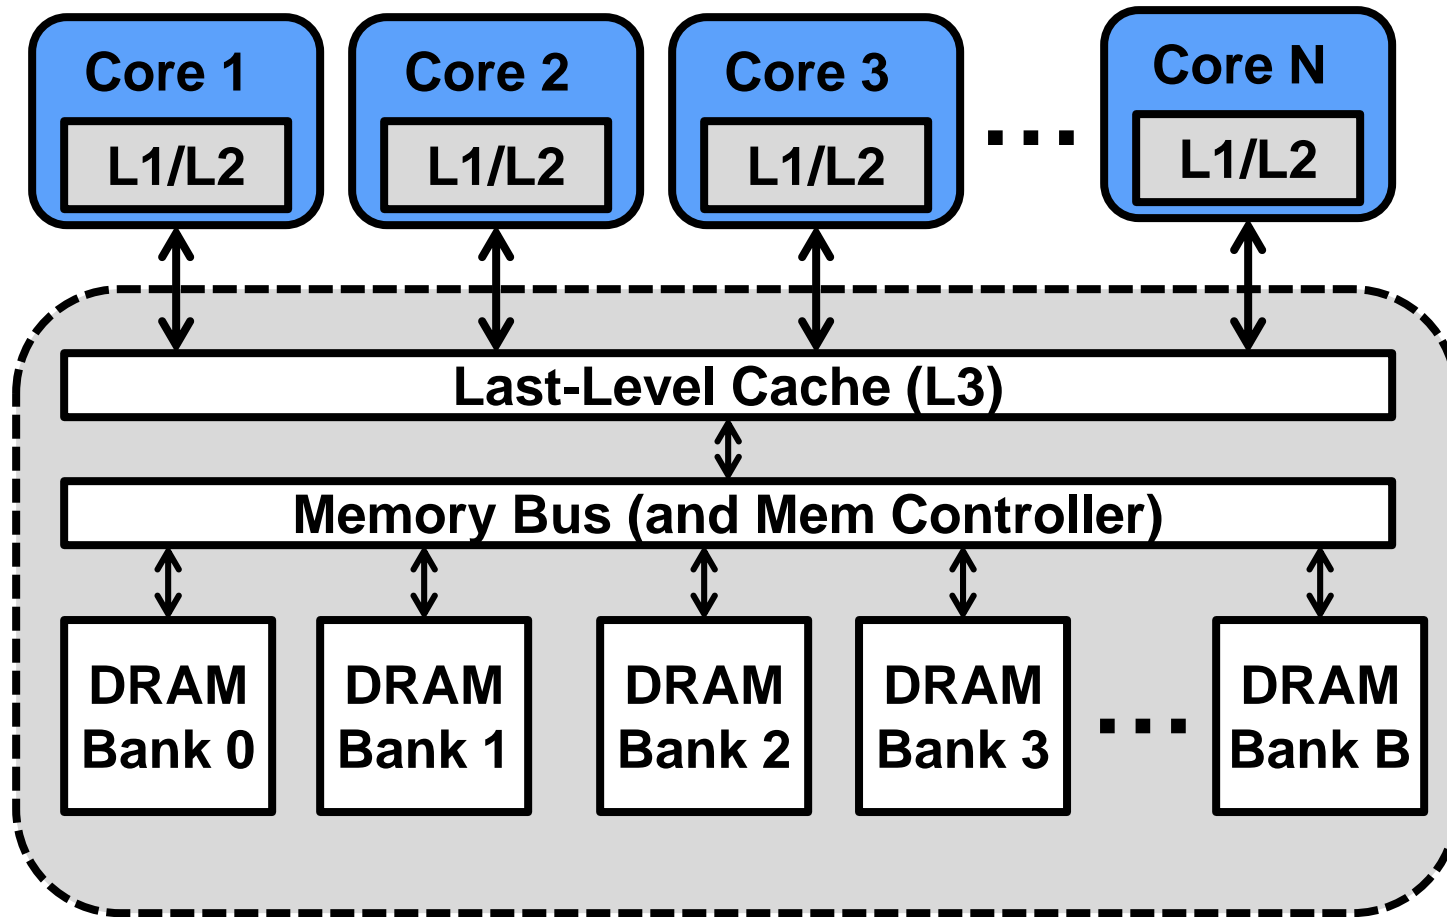 Core 1
L1/L2
Core 2
L1/L2
Core 3
L1/L2
...
Core N
L1/L2
Last-Level Cache (L3)
Memory Bus (and Mem Controller)
DRAM
Bank 0
DRAM
Bank 1
DRAM
Bank 2
DRAM
Bank 3
...
DRAM
Bank B